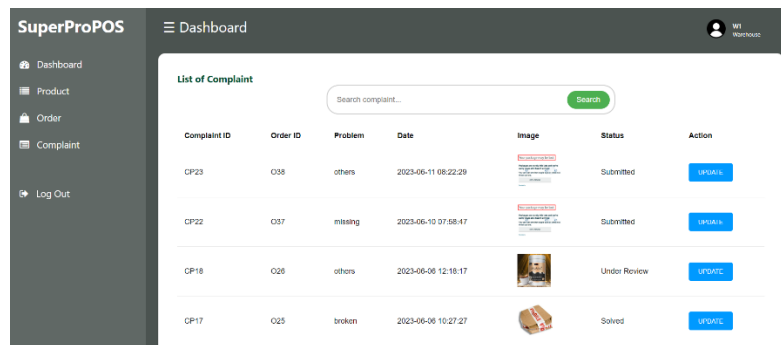 SuperProPOS
☰ Dashboard
W1
Warehouse
Dashboard
Product
Order
Complaint
Log Out
List of Complaint
Search complaint...
Search
Complaint ID Order ID Problem Date Image Status Action
CP23 O38 others 2023-06-11 08:22:29 Submitted UPDATE
CP22 O37 missing 2023-06-10 07:58:47 Submitted UPDATE
CP18 O26 others 2023-06-06 12:18:17 Under Review UPDATE
CP17 O25 broken 2023-06-06 10:27:27 Solved UPDATE